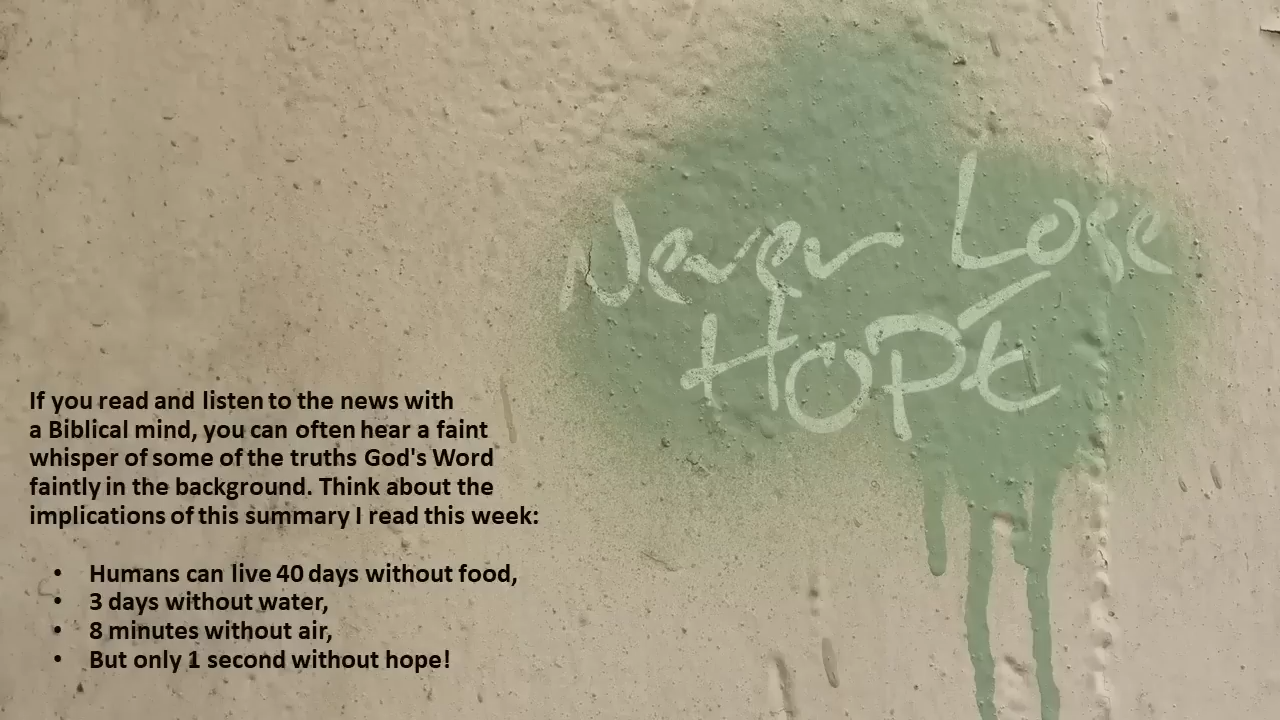 Never Lose
HOPE
If you read and listen to the news with
a Biblical mind, you can often hear a faint
whisper of some of the truths God's Word
faintly in the background. Think about the
implications of this summary I read this week:
• Humans can live 40 days without food,
• 3 days without water,
• 8 minutes without air,
• But only 1 second without hope!